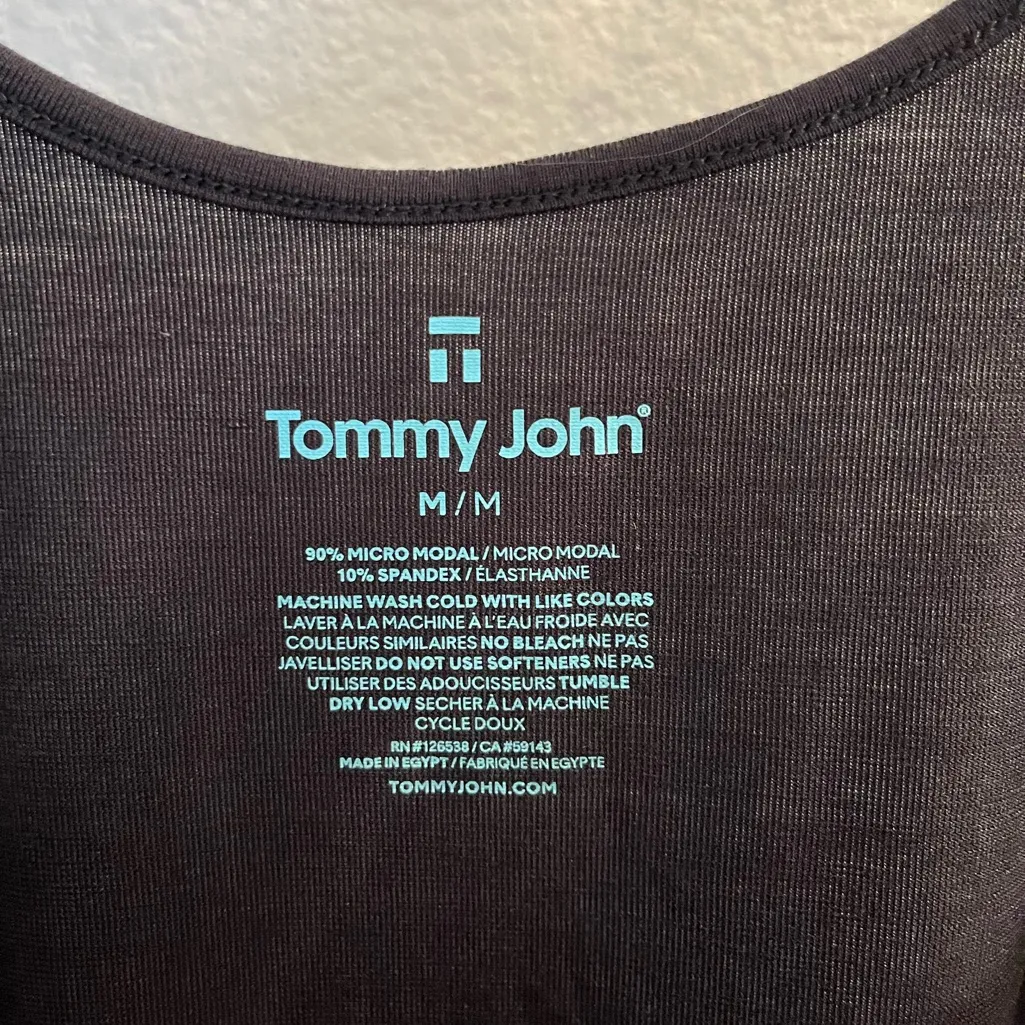 Tommy John®
M / M
90% MICRO MODAL / MICRO MODAL
10% SPANDEX / ÉLASTHANNE
MACHINE WASH COLD WITH LIKE COLORS
LAVER À LA MACHINE À L'EAU FROIDE AVEC
COULEURS SIMILAIRES NO BLEACH NE PAS
JAVELLISER DO NOT USE SOFTENERS NE PAS
UTILISER DES ADOUCISSEURS TUMBLE
DRY LOW SECHER À LA MACHINE
CYCLE DOUX
RN #126538 / CA #59143
MADE IN EGYPT / FABRIQUÉ EN EGYPTE
TOMMYJOHN.COM